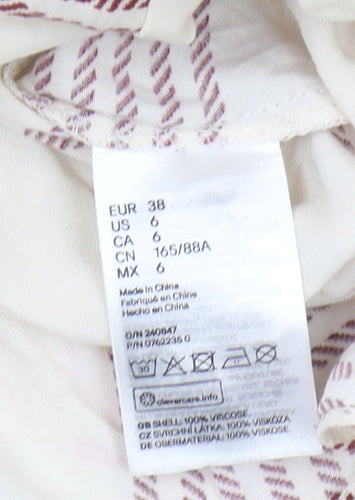 EUR 38
US 6
CA 6
CN 165/88A
MX 6
Made in China
Fabriqué en Chine
Hecho en China
O/N 240847
P/N 0762235 0
30
clevercare.info
GB SHELL: 100% VISCOSE.
CZ SVRCHNÍ LÁTKA: 100% VISKÓZA.
DE OBERMATERIAL: 100% VISKOSE.